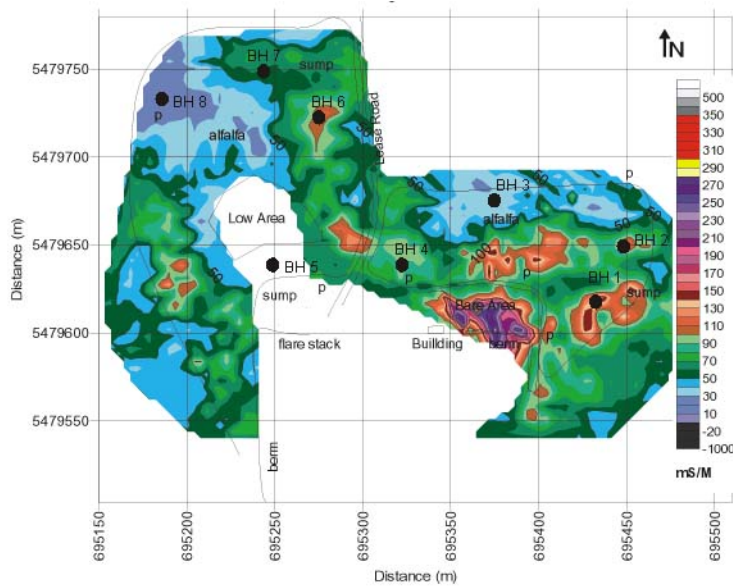 N
5479750
5479700
5479650
5479600
5479550
Distance (m)
BH 7
sump
BH 8
p
BH 6
alfalfa
50
Lease Road
50
Low Area
BH 5
sump
p
flare stack
berm
50
BH 4
p
50
50
p
BH 3
alfalfa
50
50
BH 2
100
p
BH 1
sump
Bare Area
Buillding
berm
p
500
350
330
310
290
270
250
230
210
190
170
150
130
110
90
70
50
30
10
-20
-1000
mS/M
695150
695200
695250
695300
695350
695400
695450
695500
Distance (m)